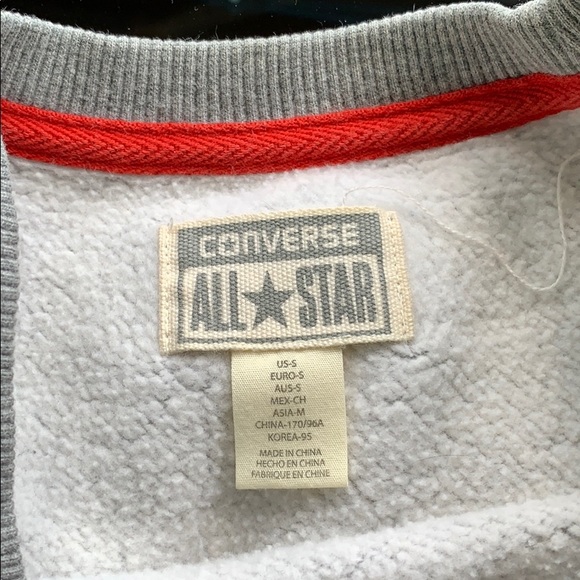 CONVERSE
ALL★STAR
US-S
EURO-S
AUS-S
MEX-CH
ASIA-M
CHINA-170/96A
KOREA-95
MADE IN CHINA
HECHO EN CHINA
FABRIQUE EN CHINE